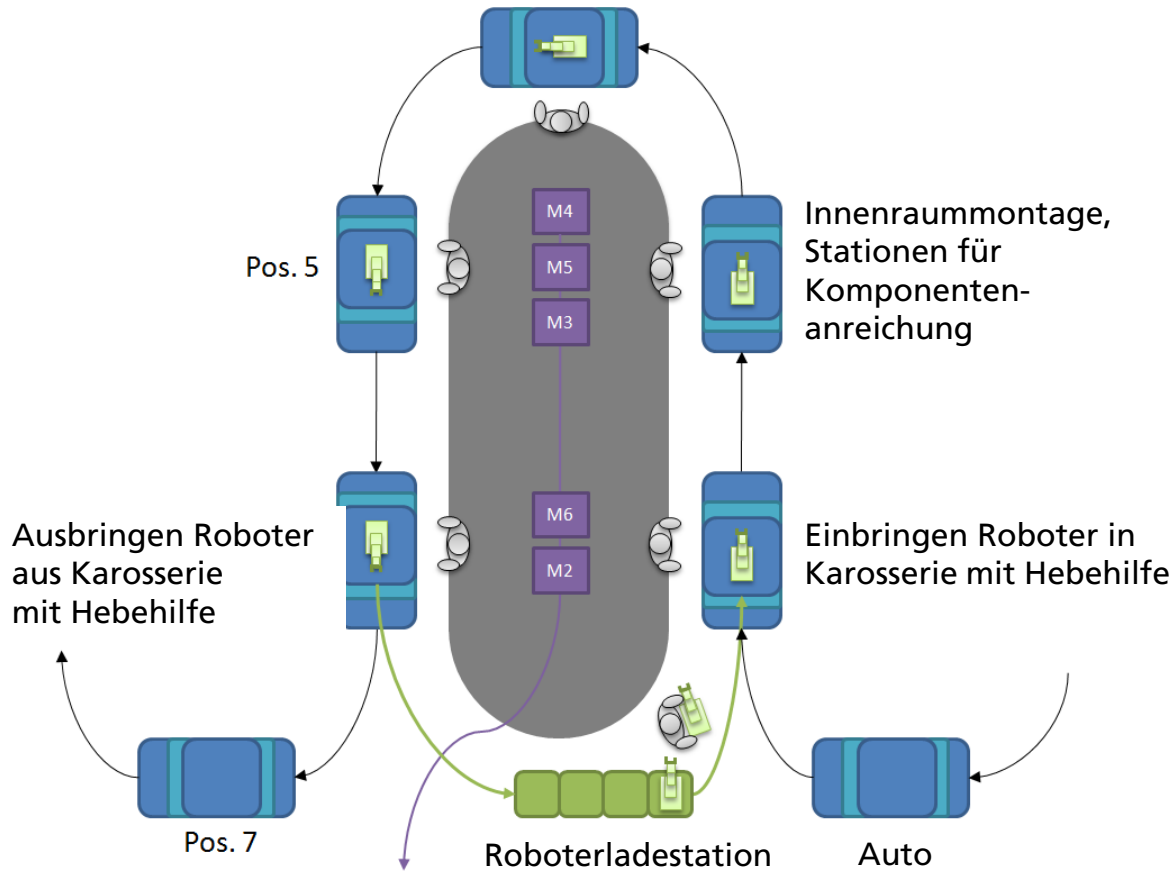 M4
Innenraummontage,
Stationen für
Komponenten-
anreichung
Pos. 5
M5
M3
Ausbringen Roboter
aus Karosserie
mit Hebehilfe
M6
M2
Einbringen Roboter in
Karosserie mit Hebehilfe
Pos. 7
Roboterladestation
Auto